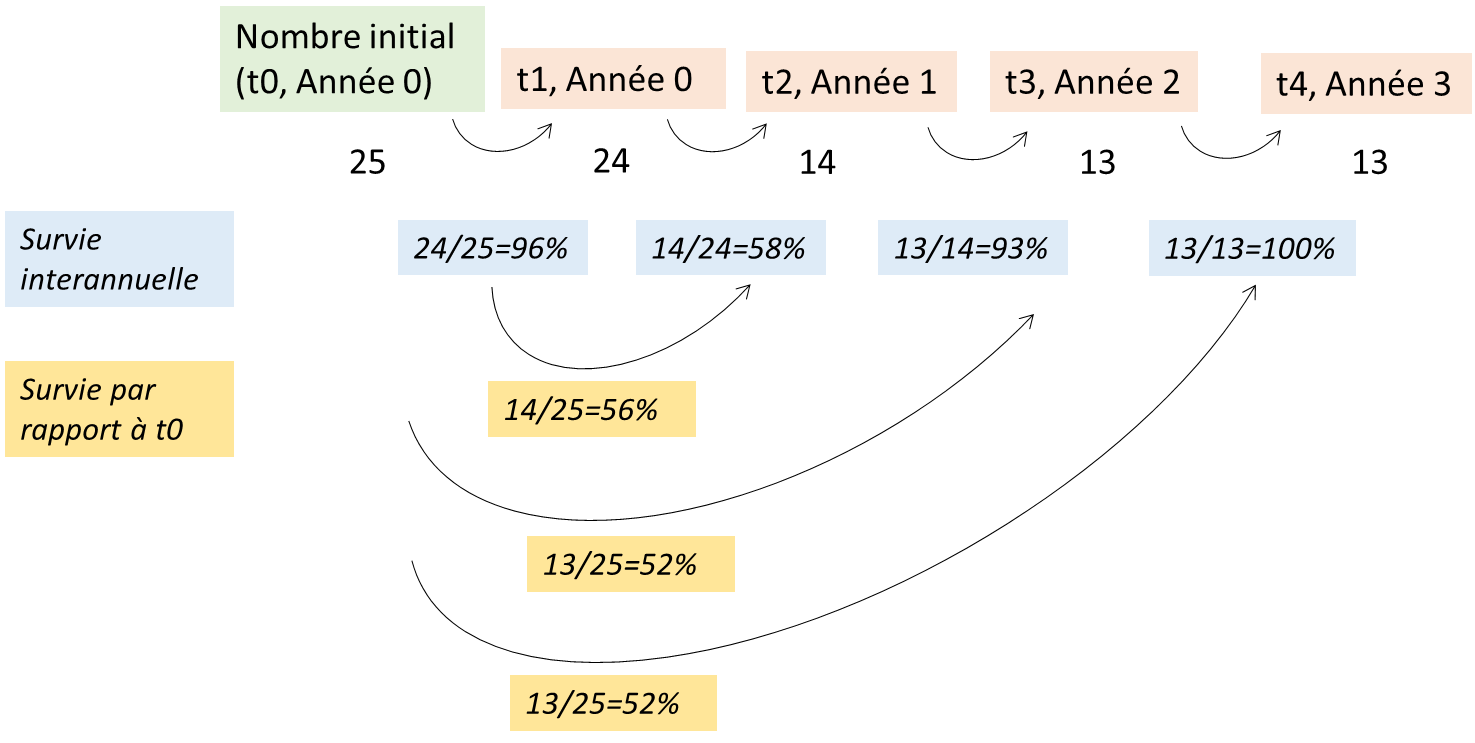 Nombre initial
(t0, Année 0)
t1, Année 0
t2, Année 1
t3, Année 2
t4, Année 3
25
24
14
13
13
Survie
interannuelle
24/25=96%
14/24=58%
13/14=93%
13/13=100%
Survie par
rapport à t0
14/25=56%
13/25=52%
13/25=52%